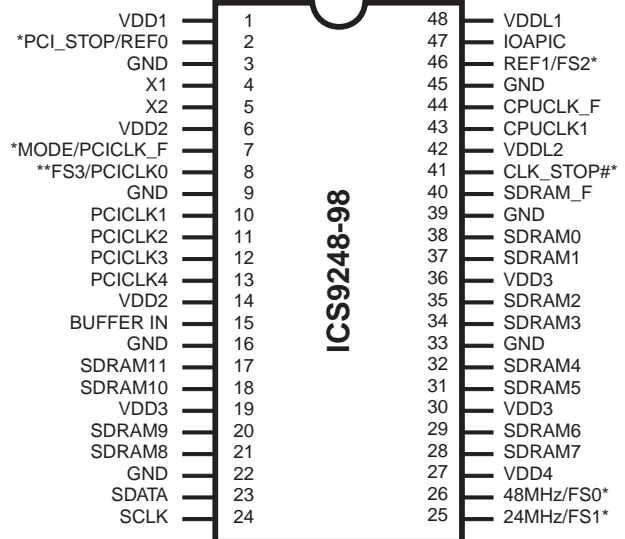 VDD1 1 48 VDDL1
*PCI_STOP/REF0 2 47 IOAPIC
GND 3 46 REF1/FS2*
X1 4 45 GND
X2 5 44 CPUCLK_F
VDD2 6 43 CPUCLK1
*MODE/PCICLK_F 7 42 VDDL2
**FS3/PCICLK0 8 41 CLK_STOP#*
GND 9 40 SDRAM_F
PCICLK1 10 39 GND
PCICLK2 11 38 SDRAM0
PCICLK3 12 37 SDRAM1
PCICLK4 13 36 VDD3
VDD2 14 35 SDRAM2
BUFFER IN 15 34 SDRAM3
GND 16 33 GND
SDRAM11 17 32 SDRAM4
SDRAM10 18 31 SDRAM5
VDD3 19 30 VDD3
SDRAM9 20 29 SDRAM6
SDRAM8 21 28 SDRAM7
GND 22 27 VDD4
SDATA 23 26 48MHz/FS0*
SCLK 24 25 24MHz/FS1*
ICS9248-98